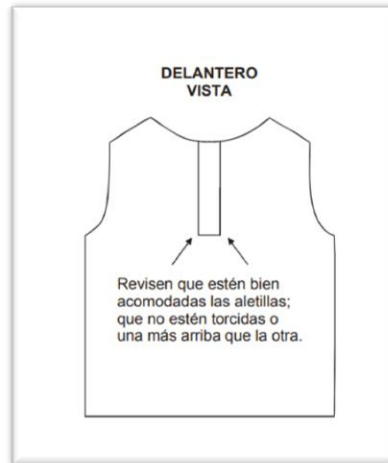 DELANTERO
VISTA
Revisen que estén bien
acomodadas las aletillas;
que no estén torcidas o
una más arriba que la otra.